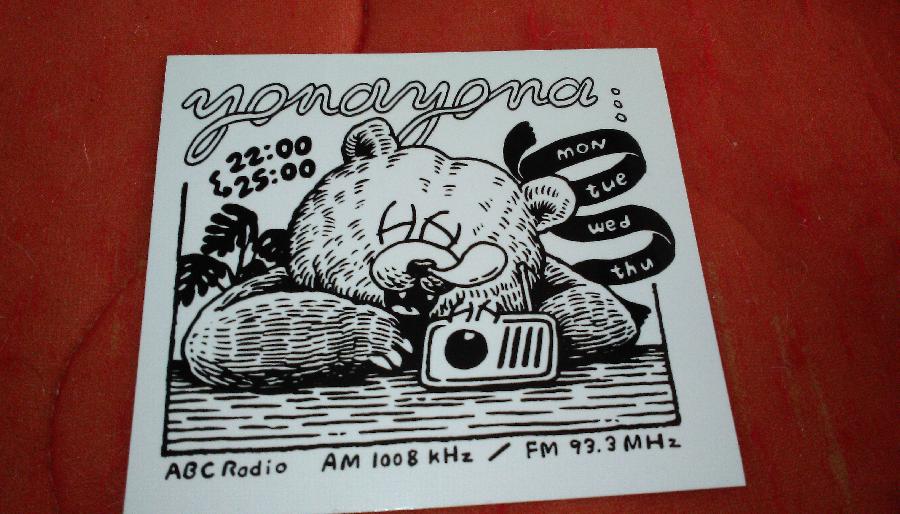 yonayona...
22:00
~25:00
mon
tue
wed
thu
ABC Radio AM 1008 kHz / FM 93.3 MHz